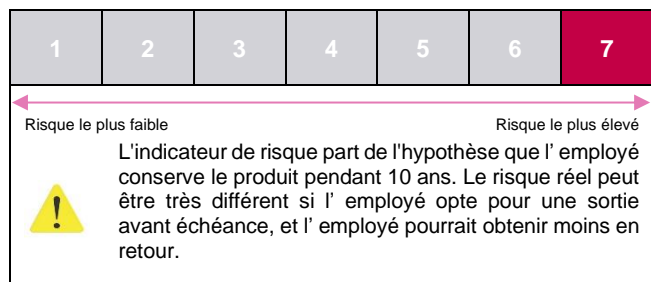 1 2 3 4 5 6 7
Risque le plus faible Risque le plus élevé
L'indicateur de risque part de l'hypothèse que l' employé
conserve le produit pendant 10 ans. Le risque réel peut
être très différent si l' employé opte pour une sortie
avant échéance, et l' employé pourrait obtenir moins en
retour.